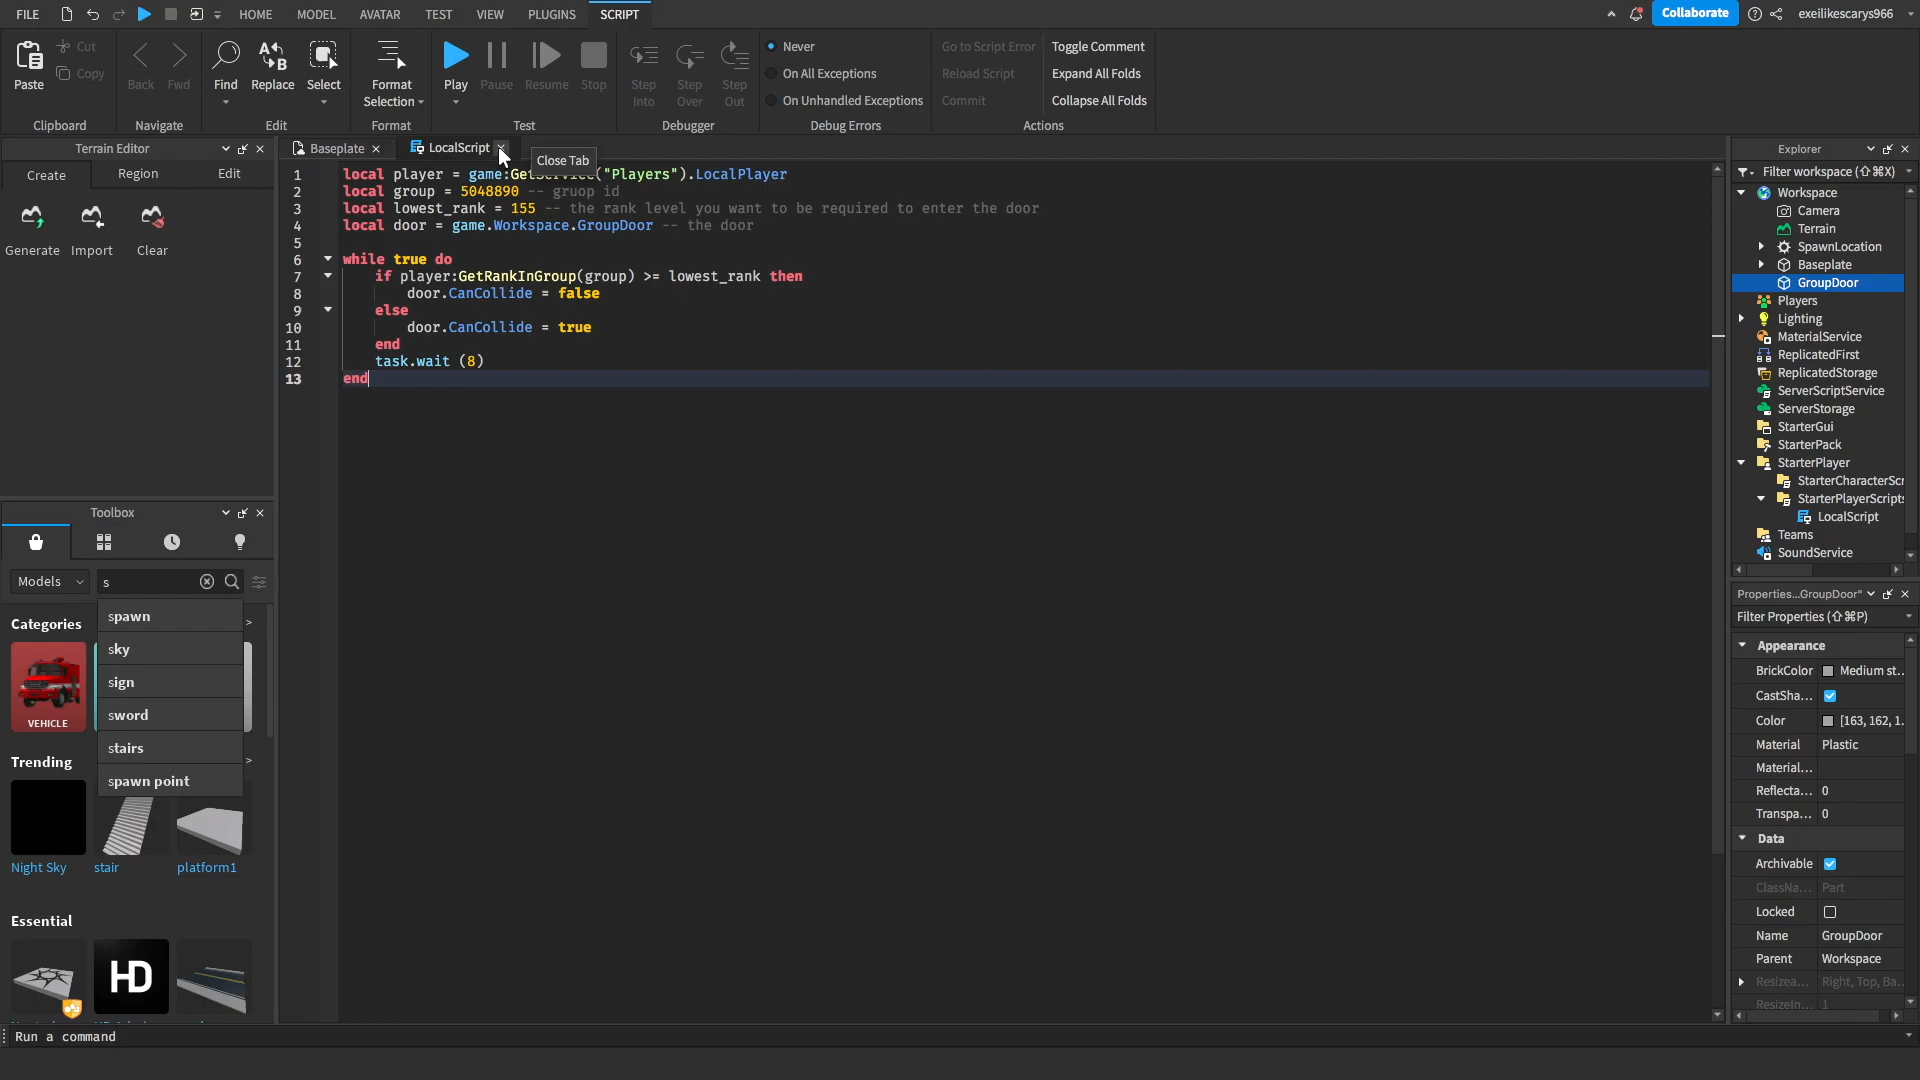 FILE HOME MODEL AVATAR TEST VIEW PLUGINS SCRIPT Collaborate exeilikescarys966
Paste Cut Copy Back Fwd Find Replace Select Format Selection Play Pause Resume Stop Step Into Step Over Step Out
Never
On All Exceptions
On Unhandled Exceptions
Go to Script Error
Reload Script
Commit
Toggle Comment
Expand All Folds
Collapse All Folds
Clipboard Navigate Edit Format Test Debugger Debug Errors Actions
Terrain Editor
Create Region Edit
Generate Import Clear
Baseplate LocalScript
Close Tab
1 local player = game:GetService("Players").LocalPlayer
2 local group = 5048890 -- gruop id
3 local lowest_rank = 155 -- the rank level you want to be required to enter the door
4 local door = game.Workspace.GroupDoor -- the door
5
6 while true do
7 if player:GetRankInGroup(group) >= lowest_rank then
8 door.CanCollide = false
9 else
10 door.CanCollide = true
11 end
12 task.wait (8)
13 end
Toolbox
Models s
spawn
sky
sign
sword
stairs
spawn point
Categories
VEHICLE
Trending
Night Sky stair platform1
Essential
HD
Explorer
Filter workspace (⇧⌘X)
Workspace
Camera
Terrain
SpawnLocation
Baseplate
GroupDoor
Players
Lighting
MaterialService
ReplicatedFirst
ReplicatedStorage
ServerScriptService
ServerStorage
StarterGui
StarterPack
StarterPlayer
StarterCharacterScr
StarterPlayerScripts
LocalScript
Teams
SoundService
Properties...GroupDoor"
Filter Properties (⇧⌘P)
Appearance
BrickColor Medium st...
CastSha...
Color [163, 162, 1...
Material Plastic
Material...
Reflecta... 0
Transpa... 0
Data
Archivable
ClassNa... Part
Locked
Name GroupDoor
Parent Workspace
Resizea... Right, Top, Ba...
ResizeIn... 1
Run a command